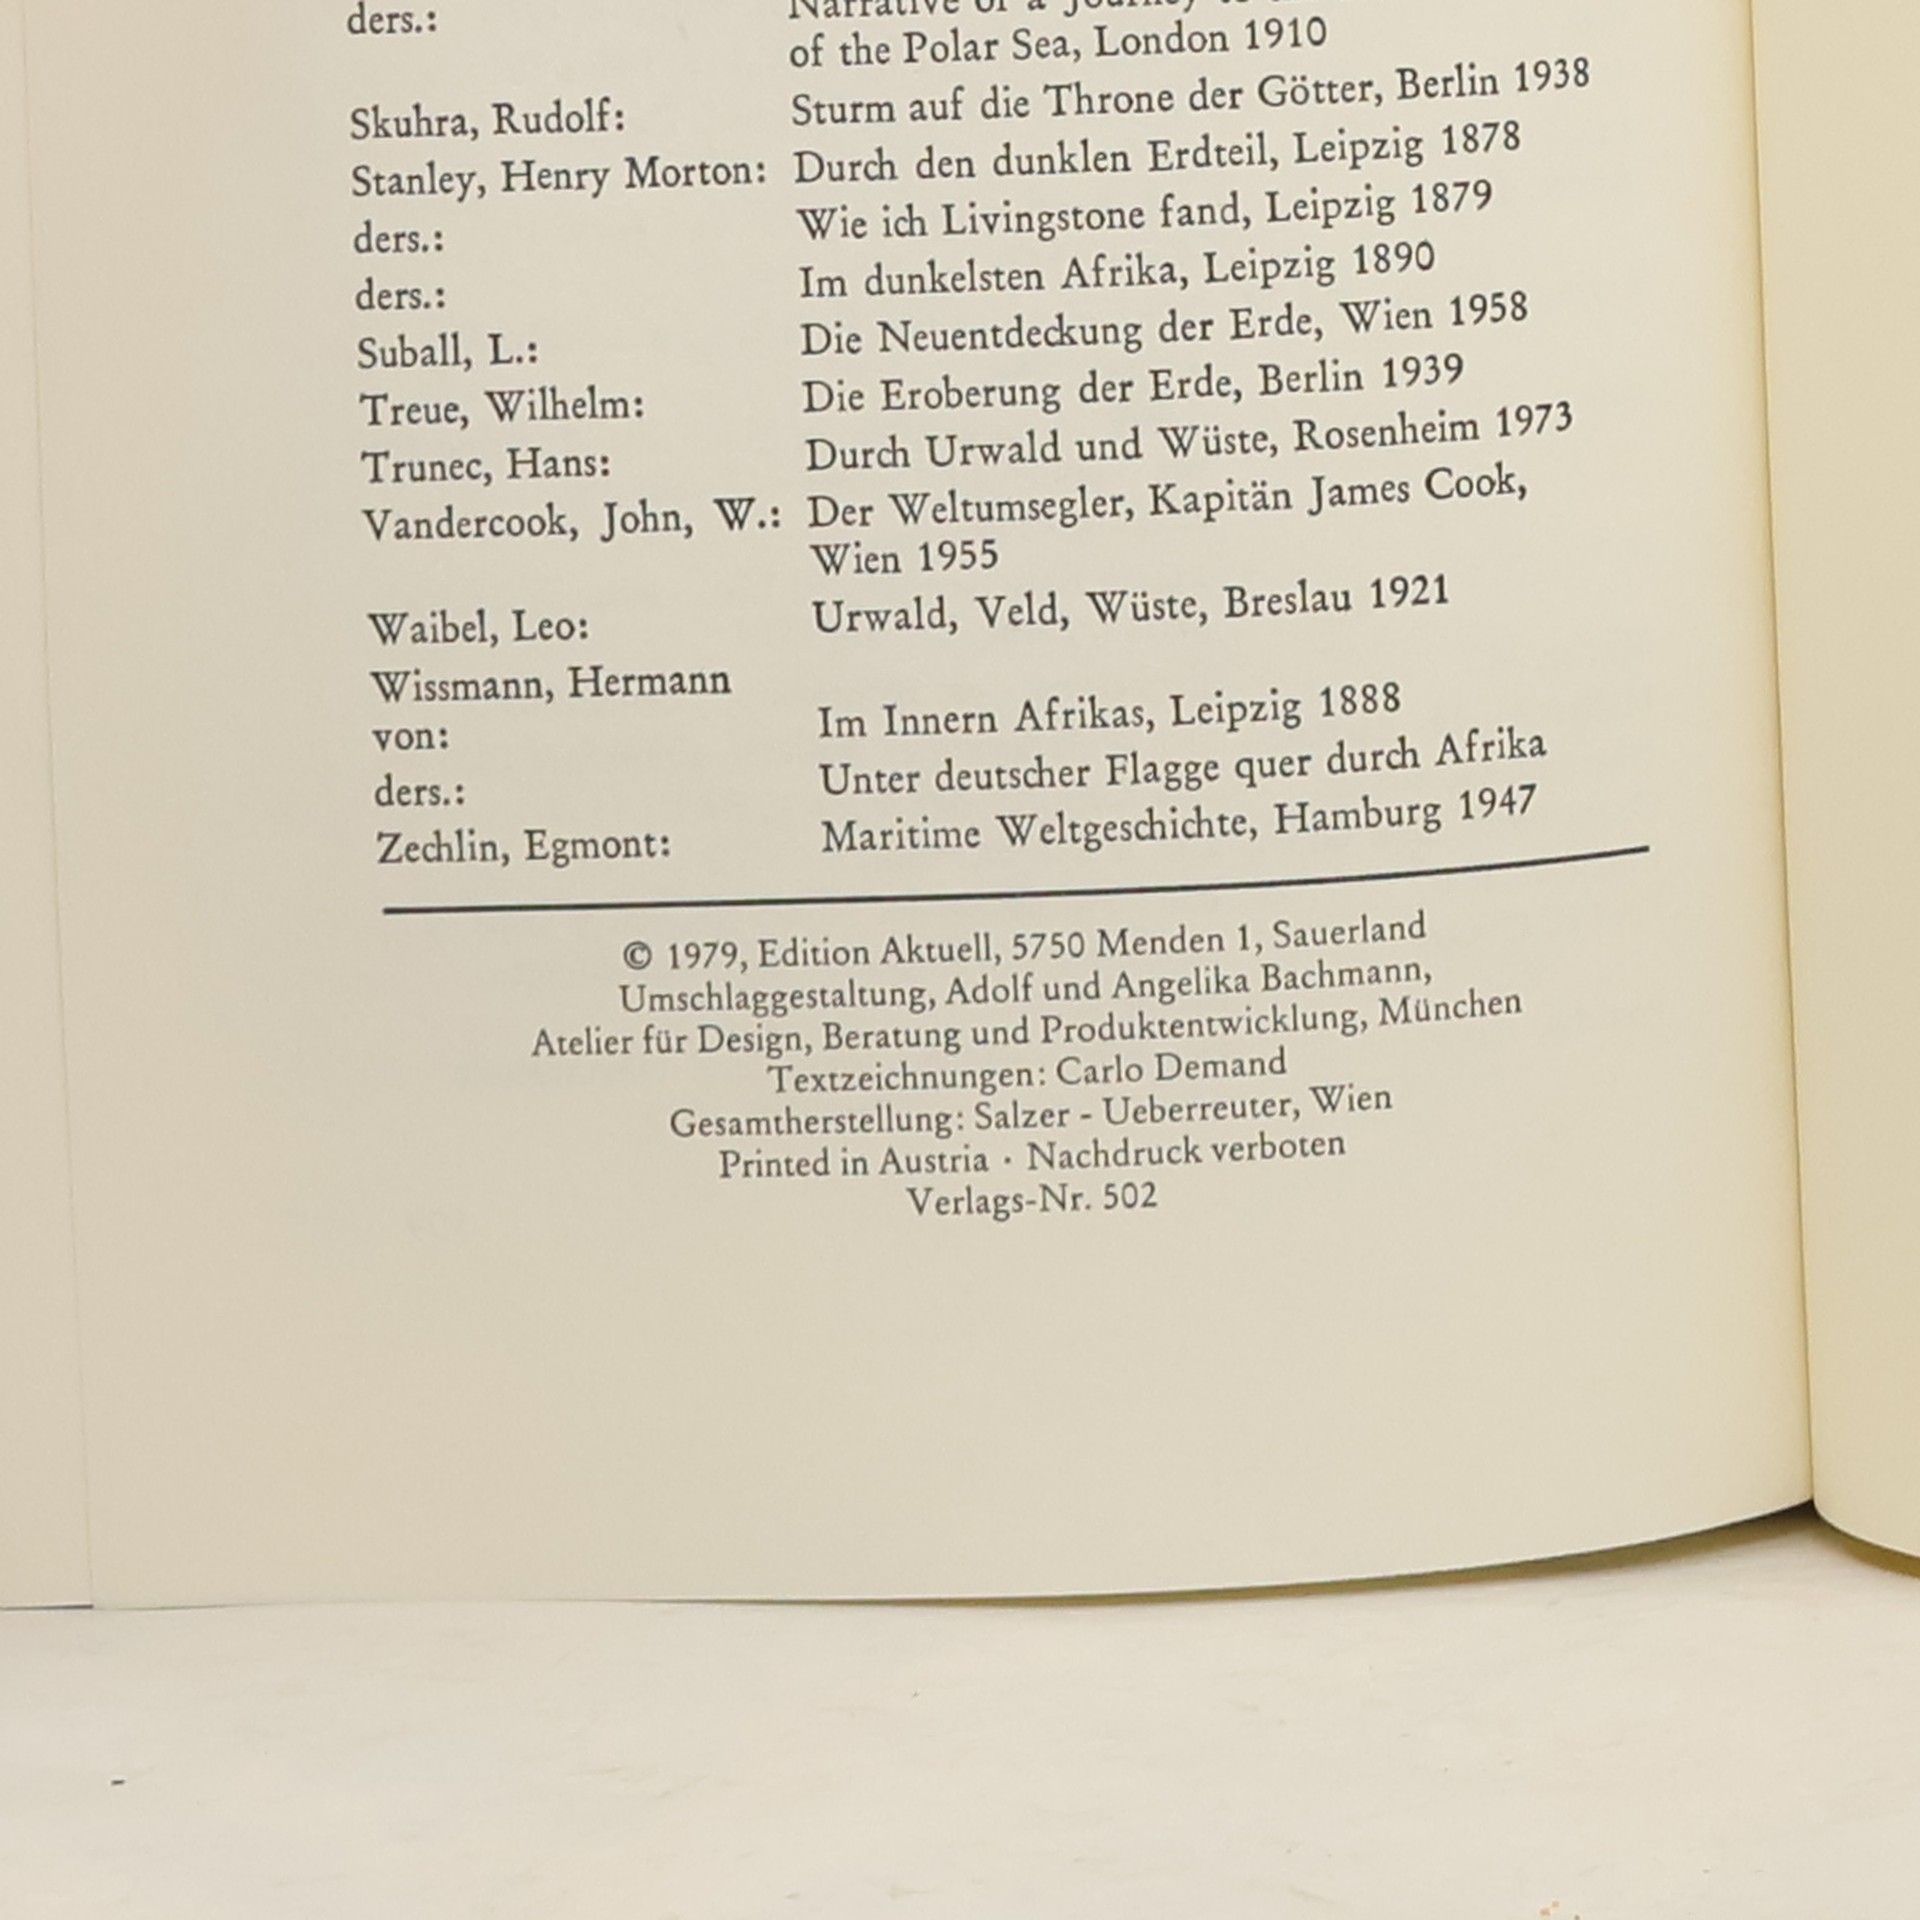 ders.: Narrative of a Journey to
of the Polar Sea, London 1910
Skuhra, Rudolf: Sturm auf die Throne der Götter, Berlin 1938
Stanley, Henry Morton: Durch den dunklen Erdteil, Leipzig 1878
ders.: Wie ich Livingstone fand, Leipzig 1879
ders.: Im dunkelsten Afrika, Leipzig 1890
Suball, L.: Die Neuentdeckung der Erde, Wien 1958
Treue, Wilhelm: Die Eroberung der Erde, Berlin 1939
Trunec, Hans: Durch Urwald und Wüste, Rosenheim 1973
Vandercook, John, W.: Der Weltumsegler, Kapitän James Cook,
Wien 1955
Waibel, Leo: Urwald, Veld, Wüste, Breslau 1921
Wissmann, Hermann
von: Im Innern Afrikas, Leipzig 1888
ders.: Unter deutscher Flagge quer durch Afrika
Zechlin, Egmont: Maritime Weltgeschichte, Hamburg 1947
© 1979, Edition Aktuell, 5750 Menden 1, Sauerland
Umschlaggestaltung, Adolf und Angelika Bachmann,
Atelier für Design, Beratung und Produktentwicklung, München
Textzeichnungen: Carlo Demand
Gesamtherstellung: Salzer - Ueberreuter, Wien
Printed in Austria · Nachdruck verboten
Verlags-Nr. 502